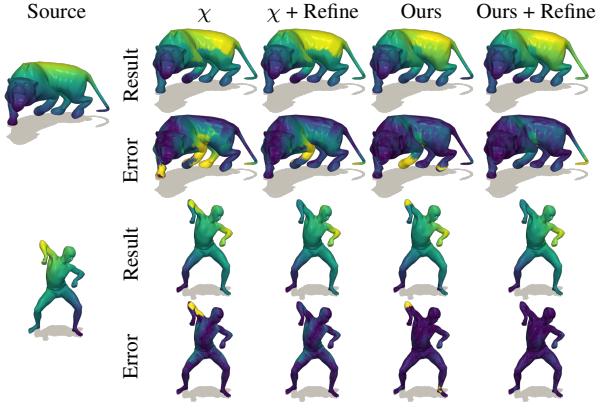 Source χ χ + Refine Ours Ours + Refine
Result
Error
Result
Error